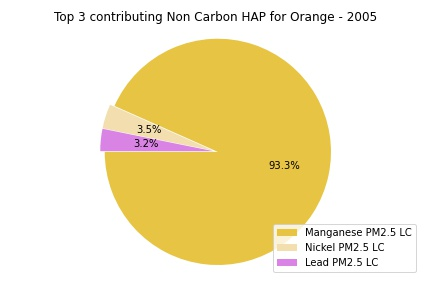 Top 3 contributing Non Carbon HAP for Orange - 2005
3.5%
3.2%
93.3%
Manganese PM2.5 LC
Nickel PM2.5 LC
Lead PM2.5 LC